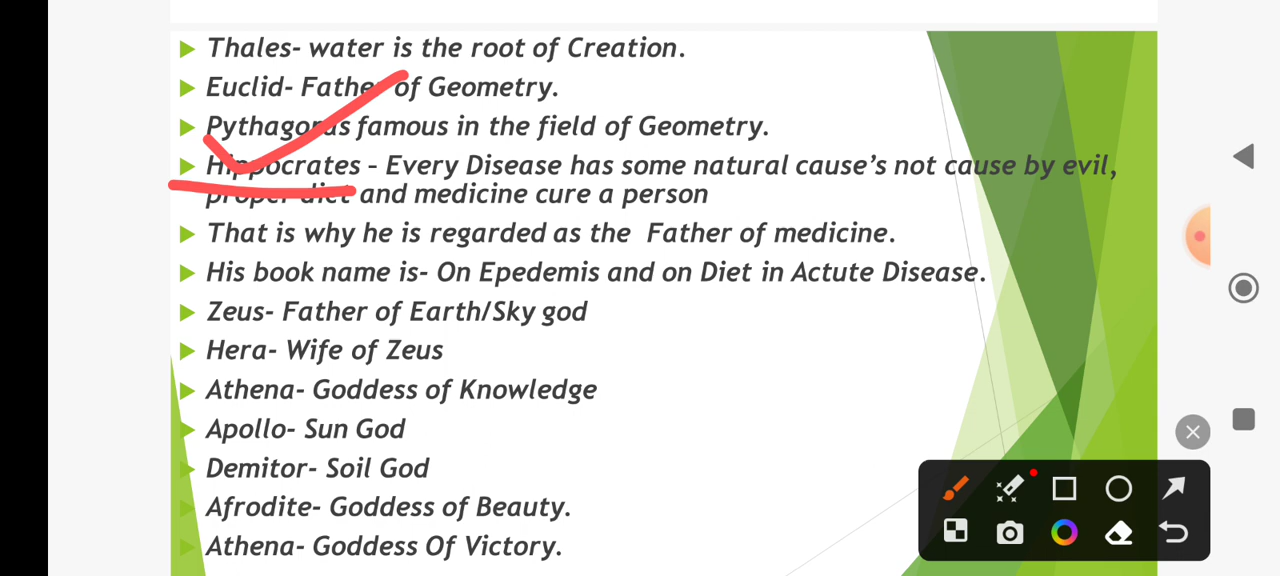 Thales- water is the root of Creation.
Euclid- Father of Geometry.
Pythagoras famous in the field of Geometry.
Hippocrates – Every Disease has some natural cause's not cause by evil,
proper diet and medicine cure a person
That is why he is regarded as the Father of medicine.
His book name is- On Epedemis and on Diet in Actute Disease.
Zeus- Father of Earth/Sky god
Hera- Wife of Zeus
Athena- Goddess of Knowledge
Apollo- Sun God
Demitor- Soil God
Afrodite- Goddess of Beauty.
Athena- Goddess Of Victory.